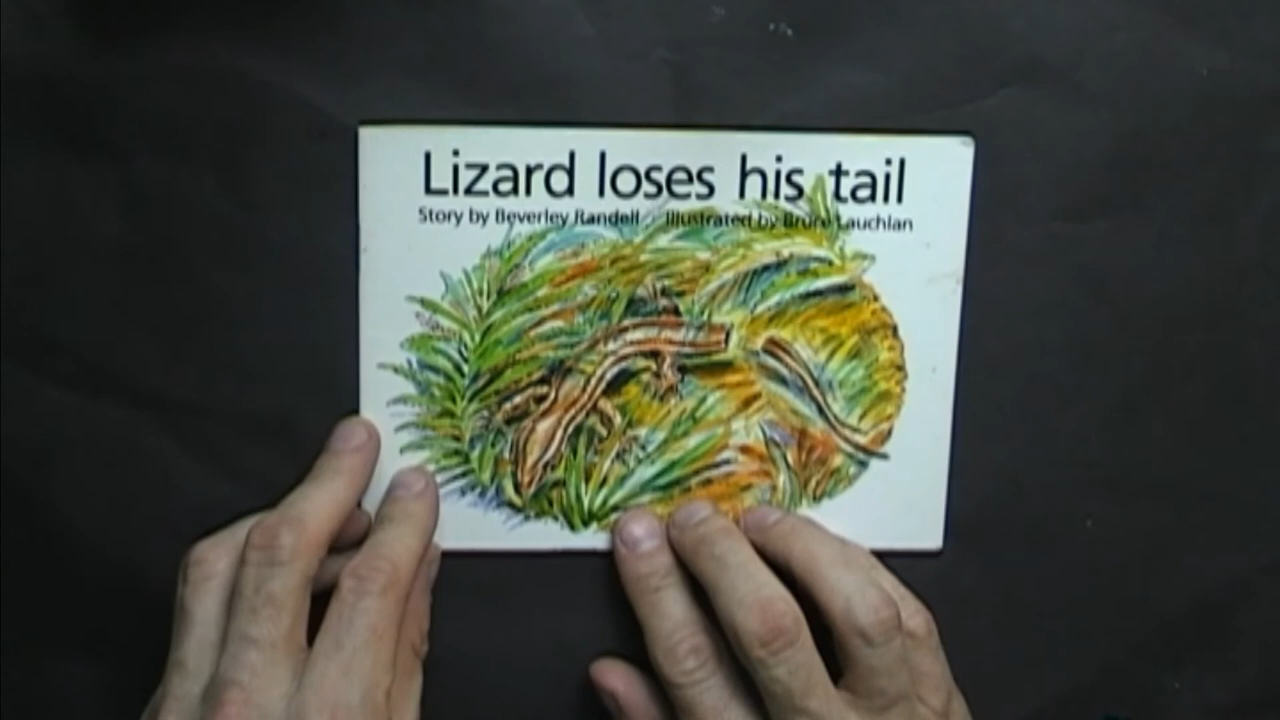 Lizard loses his tail
Story by Beverley Randell Illustrated by Bruce Lauchlan